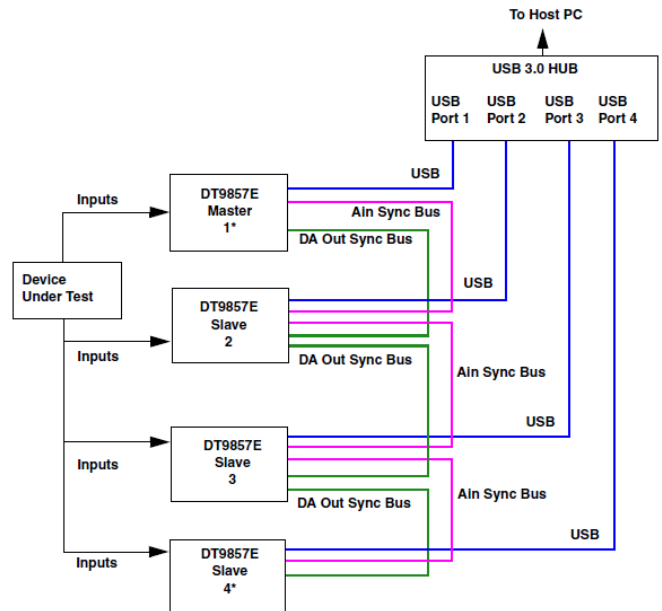 To Host PC
USB 3.0 HUB
USB USB USB USB
Port 1 Port 2 Port 3 Port 4
USB
Inputs
DT9857E
Master
1*
Ain Sync Bus
DA Out Sync Bus
Device
Under Test
USB
DT9857E
Slave
2
Inputs
DA Out Sync Bus
Ain Sync Bus
USB
DT9857E
Slave
3
Inputs
Ain Sync Bus
DA Out Sync Bus
USB
DT9857E
Slave
4*
Inputs